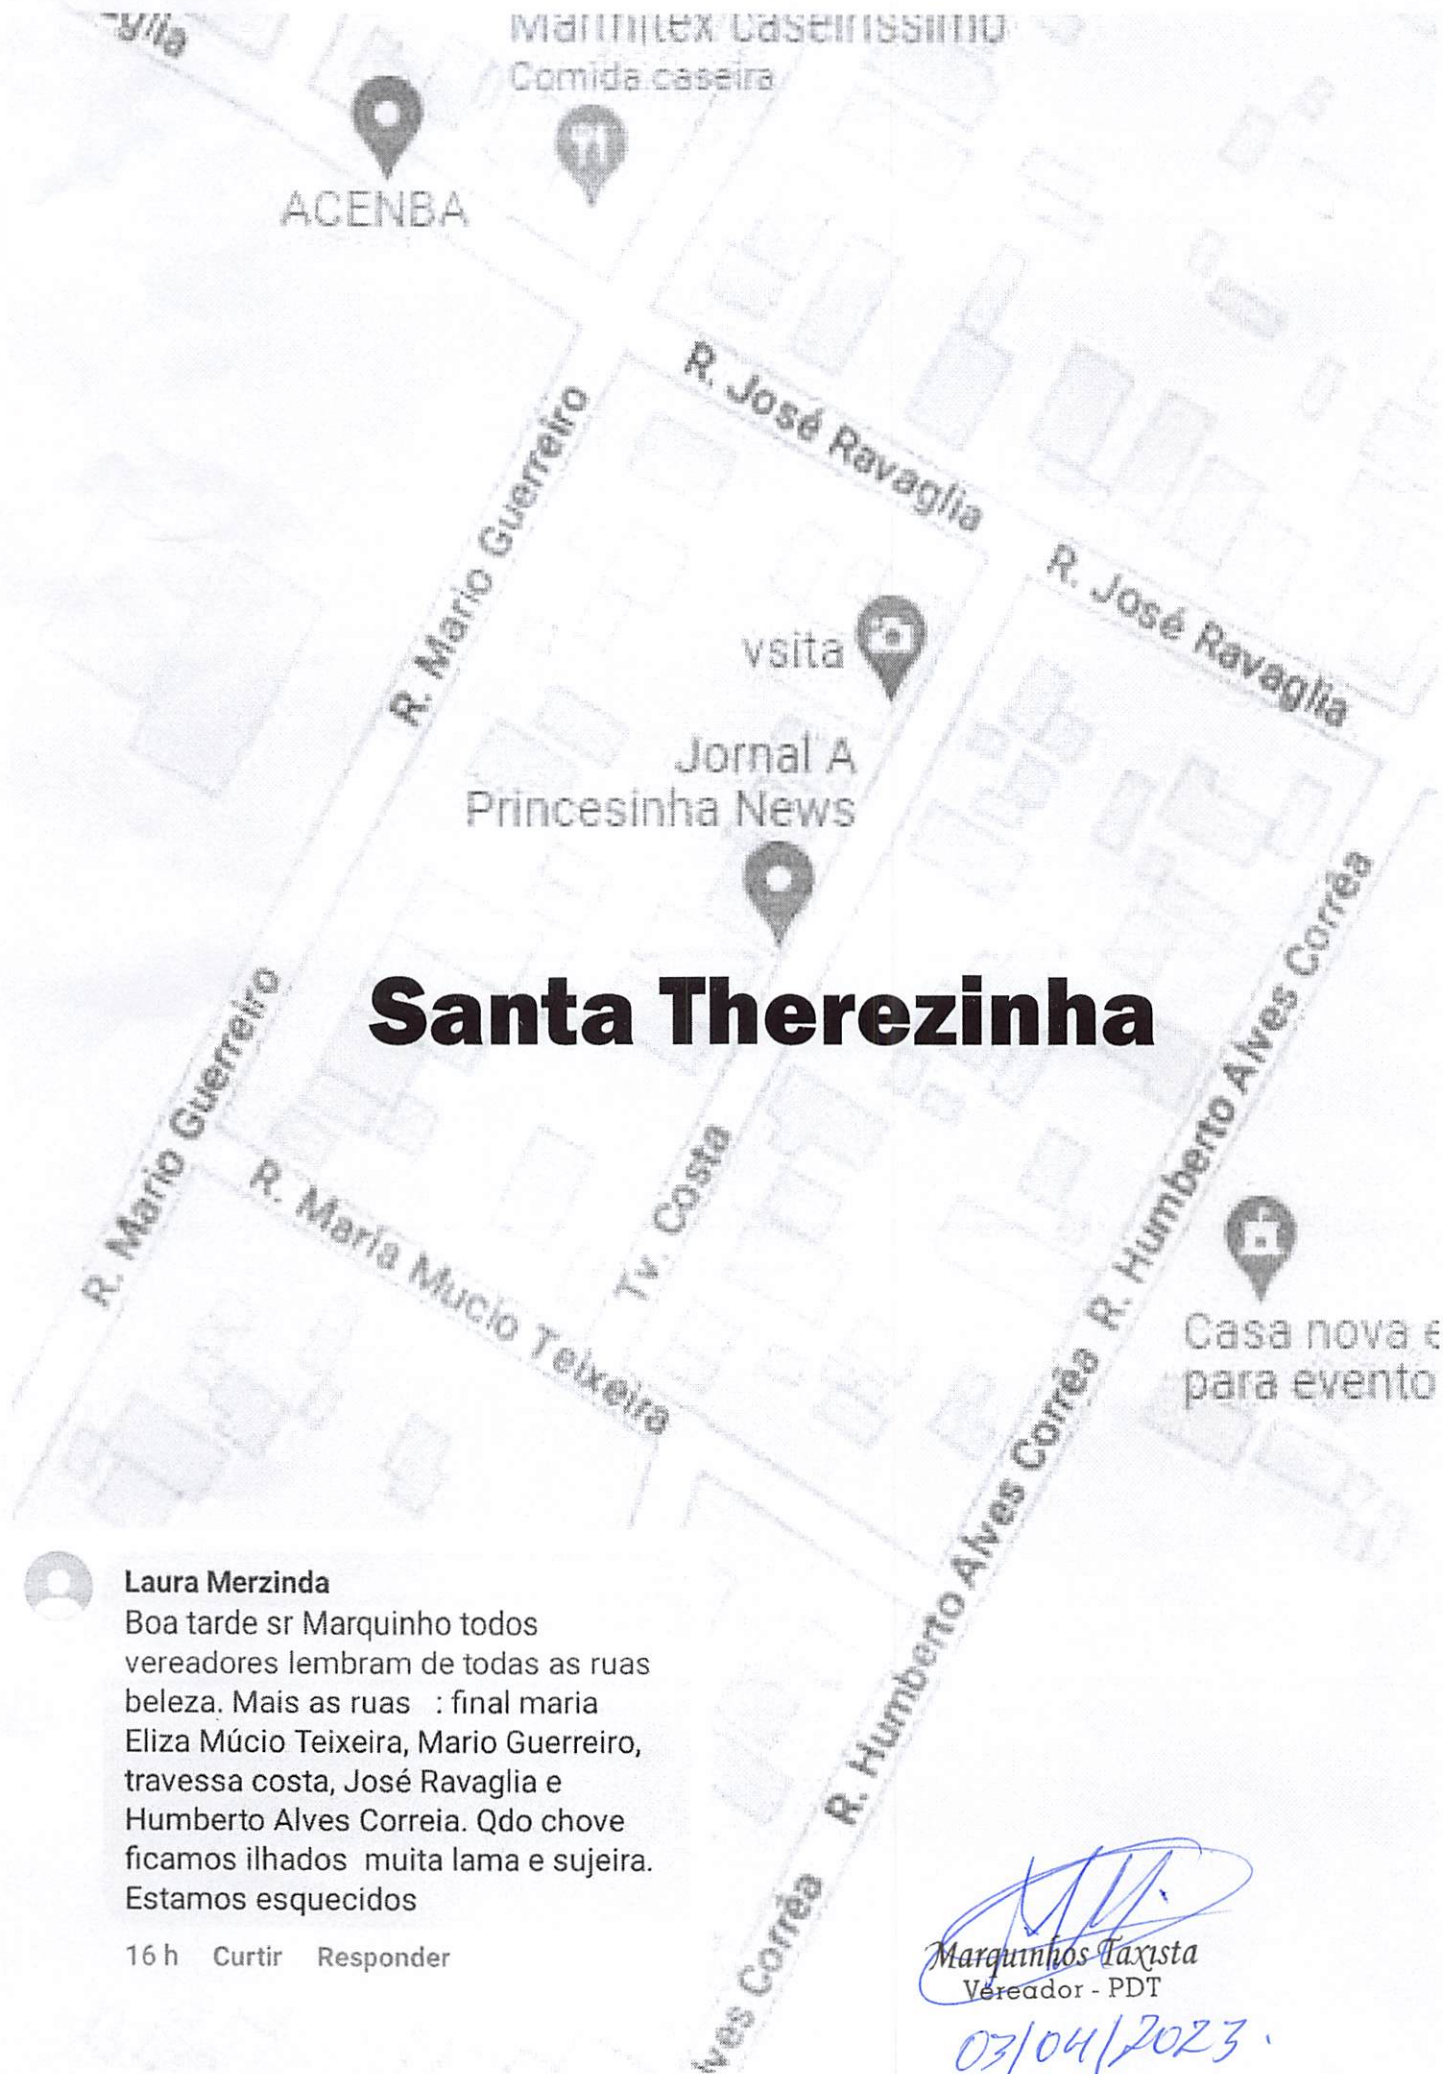 Marmitex Caseiríssimo
Comida caseira
ACENBA
R. José Ravaglia
R. Mario Guerreiro
R. José Ravaglia
vsita
Jornal A
Princesinha News
R. Humberto Alves Corrêa
Santa Therezinha
R. Mario Guerreiro
R. Maria Mucio Teixeira
Tv. Costa
Casa nova e
para evento
R. Humberto Alves Corrêa
Laura Merzinda
Boa tarde sr Marquinho todos
vereadores lembram de todas as ruas
beleza. Mais as ruas : final maria
Eliza Múcio Teixeira, Mario Guerreiro,
travessa costa, José Ravaglia e
Humberto Alves Correia. Qdo chove
ficamos ilhados muita lama e sujeira.
Estamos esquecidos
16 h Curtir Responder
Alves Corrêa
Marquinhos Taxista
Vereador - PDT
03/04/2023.